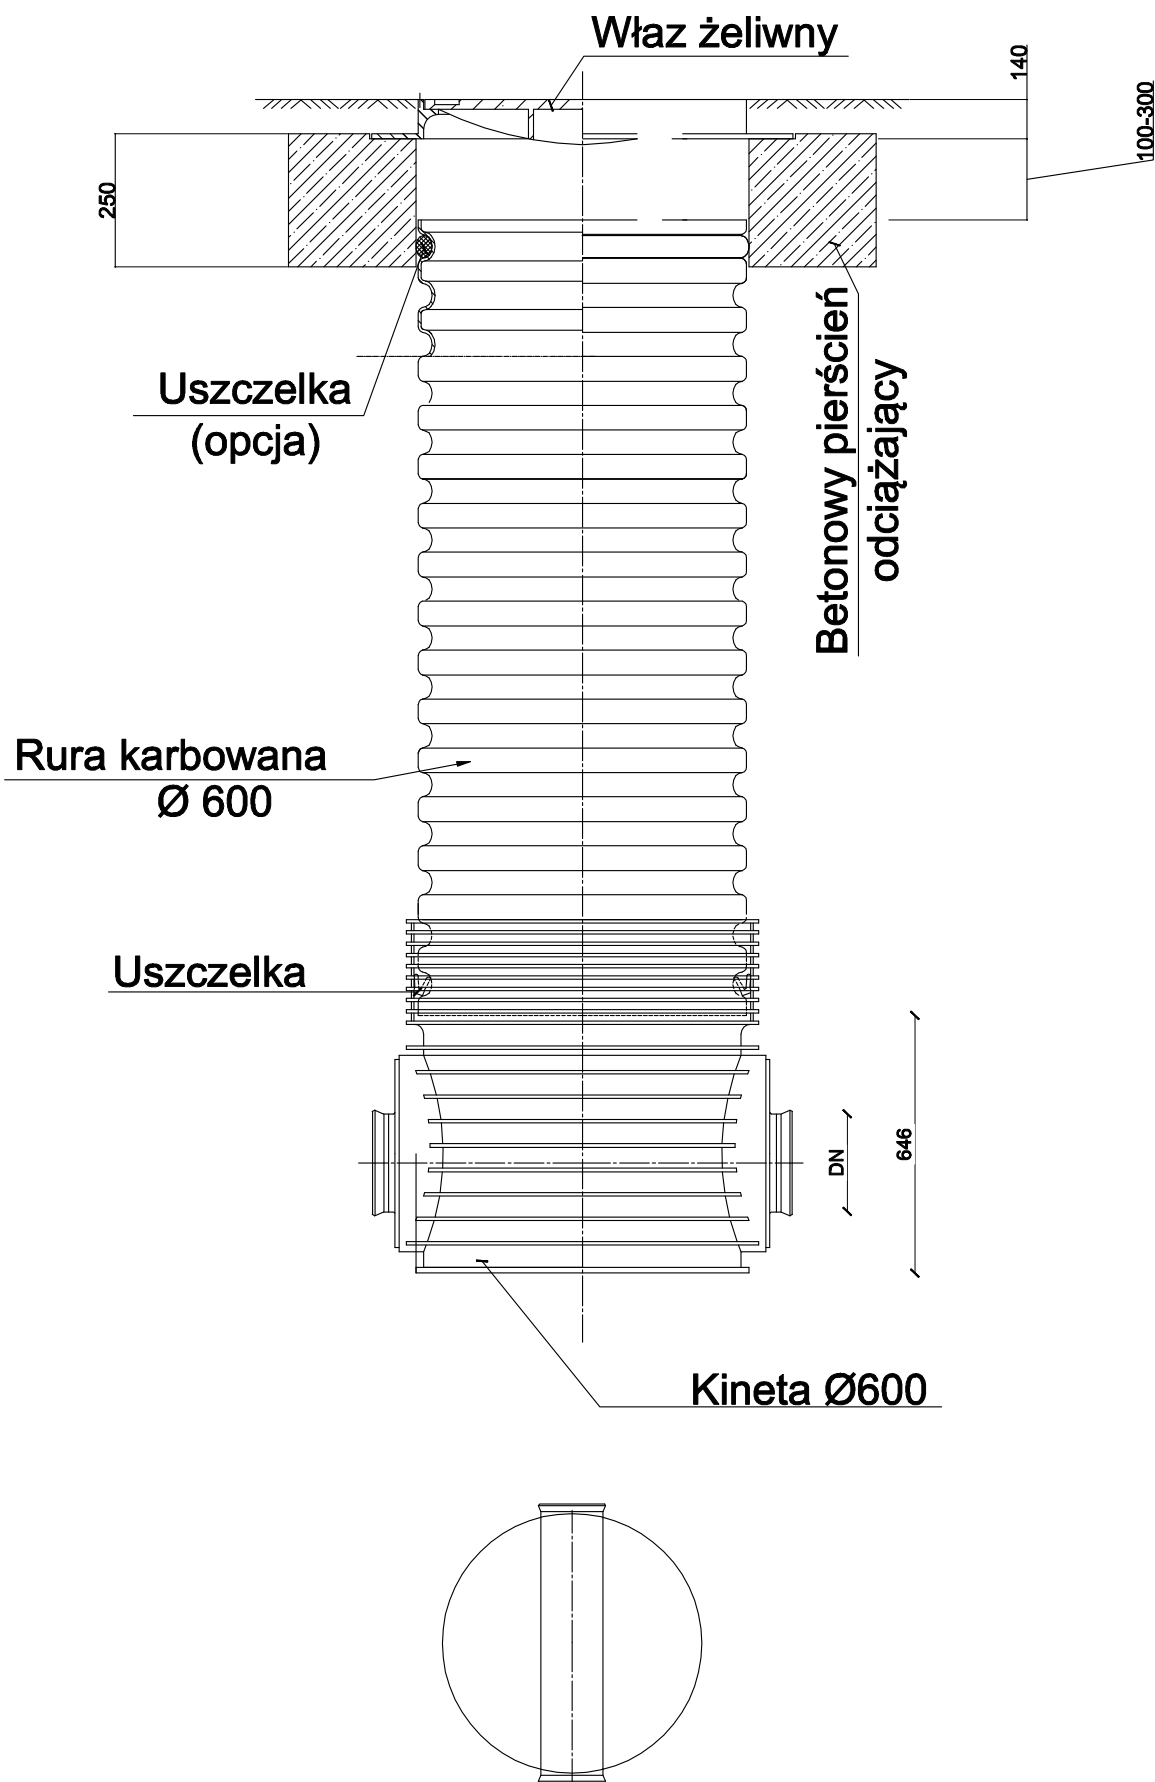 Właz żeliwny
140
100-300
250
Uszczelka
(opcja)
Betonowy pierścień
odciążający
Rura karbowana
Ø 600
Uszczelka
646
DN
Kineta Ø600